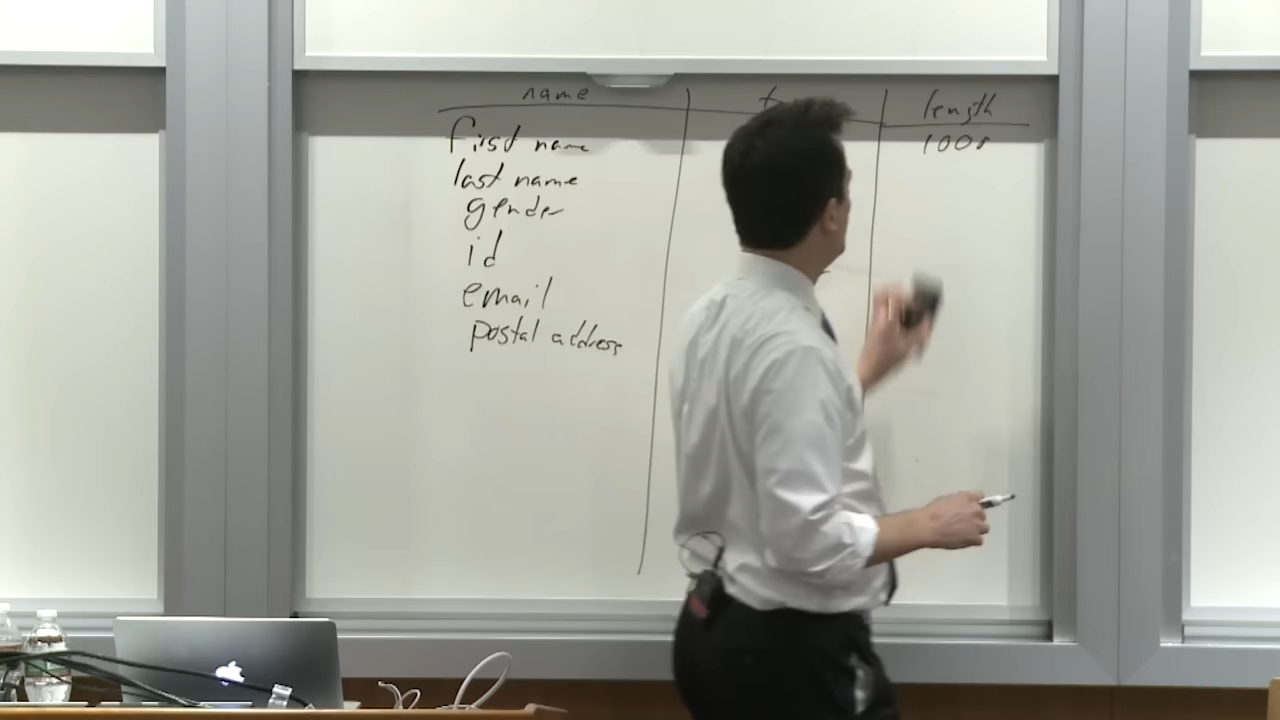 name length
first name 100
last name
gender
id
email
postal address